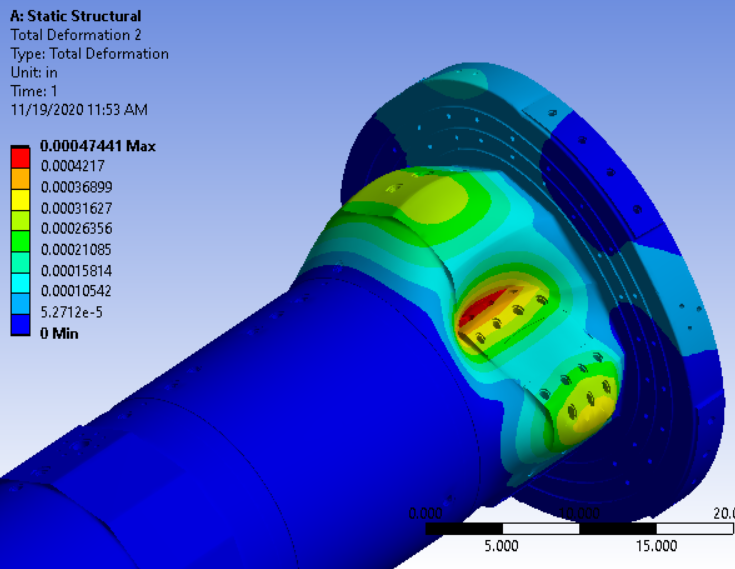 A: Static Structural
Total Deformation 2
Type: Total Deformation
Unit: in
Time: 1
11/19/2020 11:53 AM
0.00047441 Max
0.0004217
0.00036899
0.00031627
0.00026356
0.00021085
0.00015814
0.00010542
5.2712e-5
0 Min
0.000 10.000 20.0
5.000 15.000